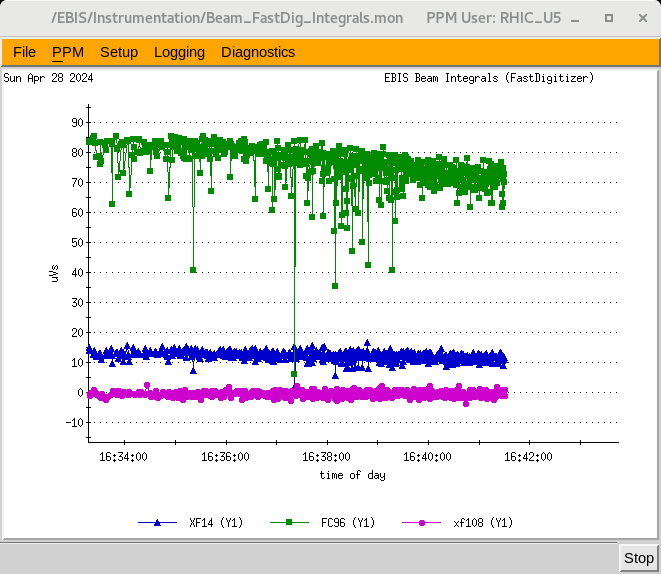 /EBIS/Instrumentation/Beam_FastDig_Integrals.mon PPM User: RHIC_U5
File PPM Setup Logging Diagnostics
Sun Apr 28 2024 EBIS Beam Integrals (FastDigitizer)
90
80
70
60
50
40
30
20
10
0
-10
uVs
16:34:00 16:36:00 16:38:00 16:40:00 16:42:00
time of day
XF14 (Y1) FC96 (Y1) xf108 (Y1)
Stop